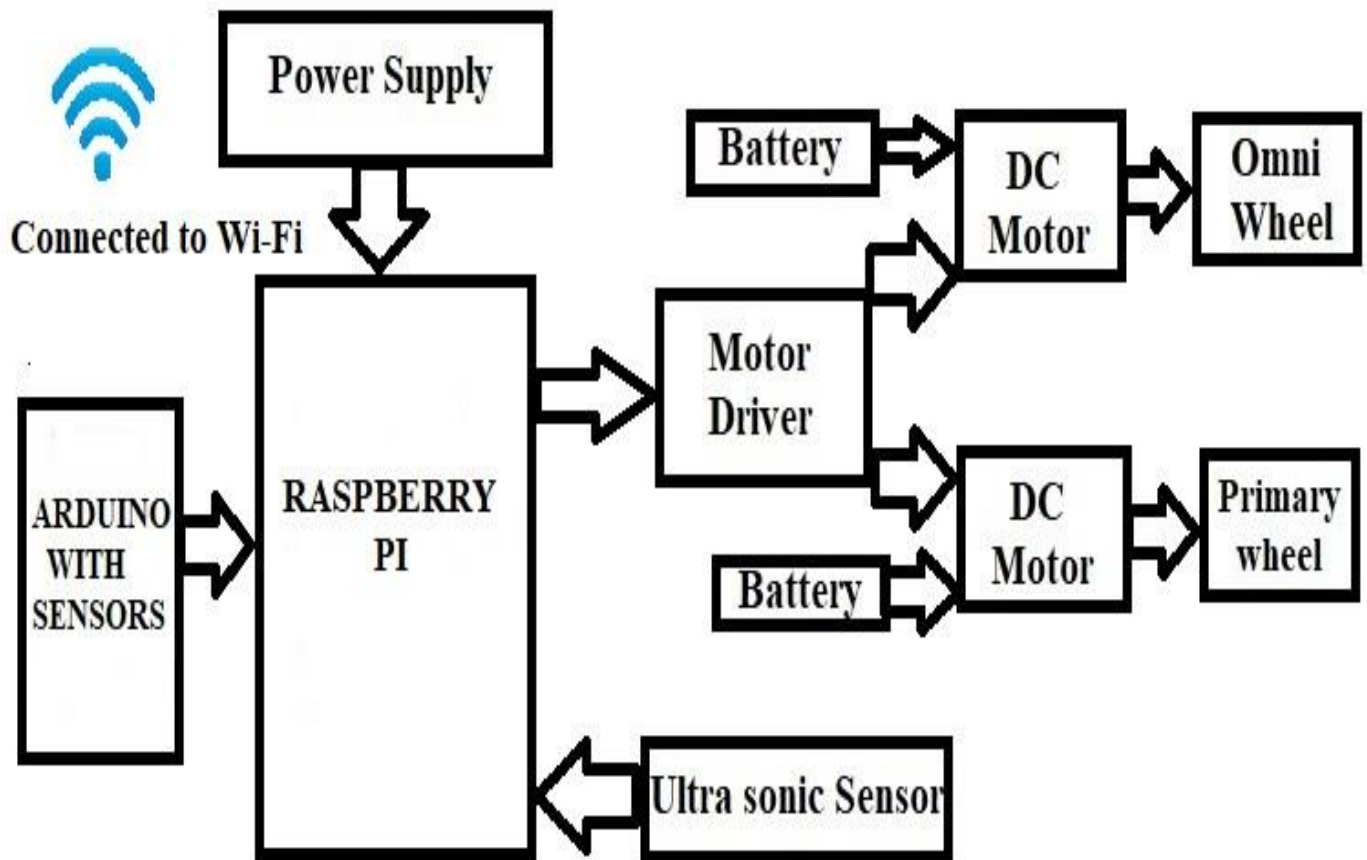 Power Supply
Connected to Wi-Fi
Battery
DC
Motor
Omni
Wheel
Motor
Driver
ARDUINO
WITH
SENSORS
RASPBERRY
PI
DC
Motor
Primary
wheel
Battery
Ultra sonic Sensor